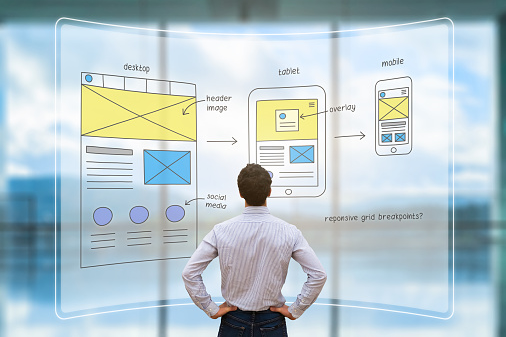 desktop
tablet
mobile
header
image
overlay
social
media
responsive grid breakpoints?